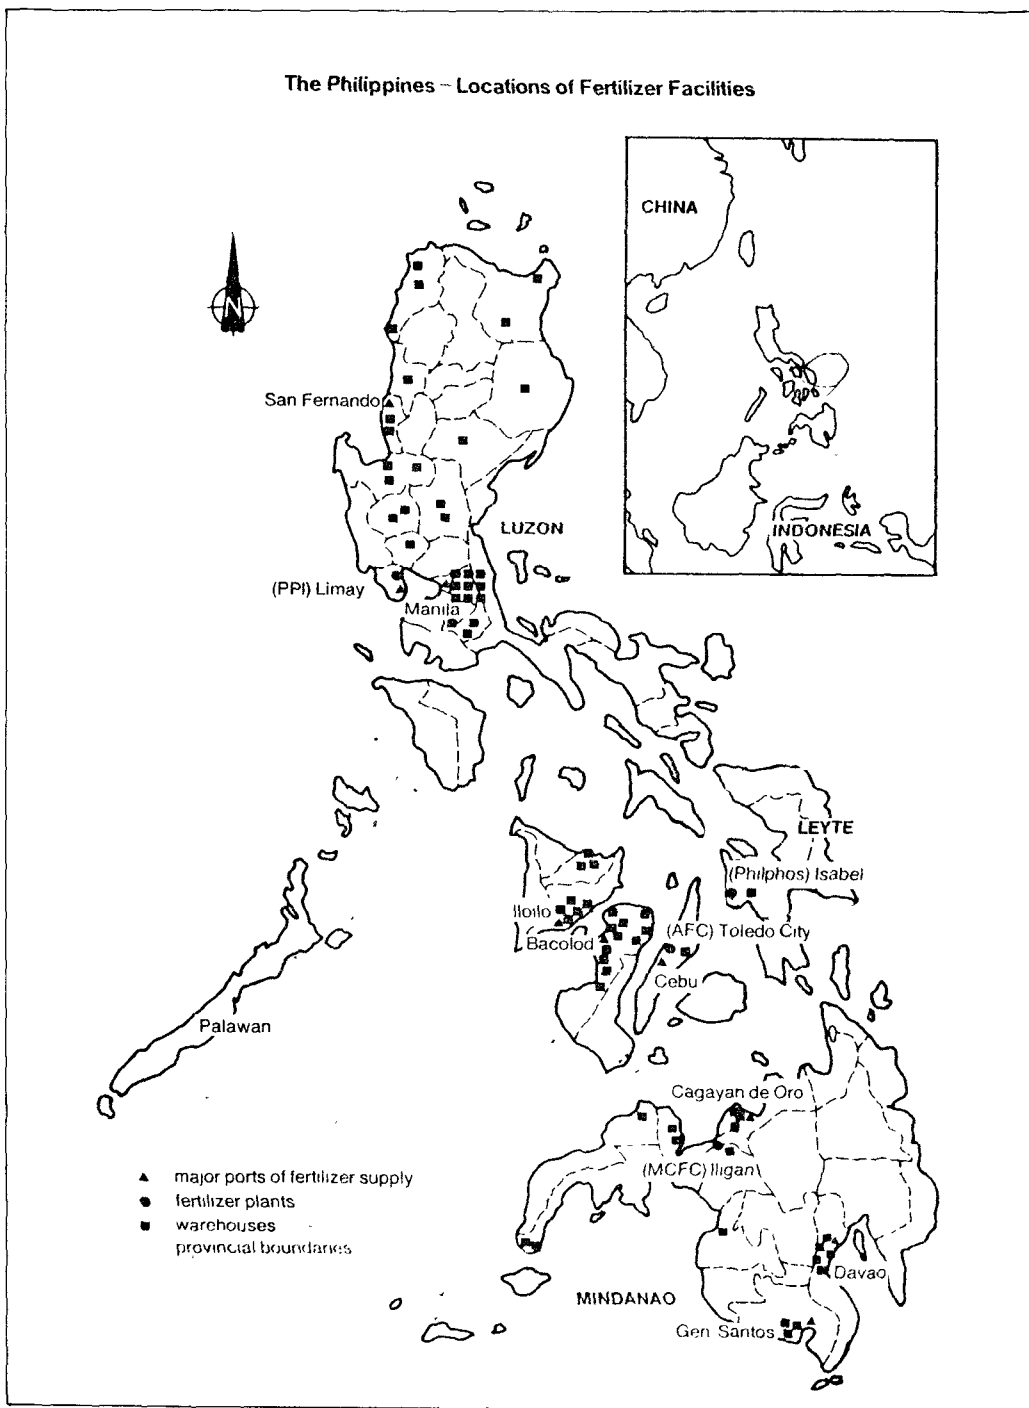 The Philippines – Locations of Fertilizer Facilities
CHINA
INDONESIA
N
San Fernando
LUZON
(PPI) Limay
Manila
LEYTE
(Philphos) Isabel
Iloilo
Bacolod
(AFC) Toledo City
Cebu
Palawan
Cagayan de Oro
(MCFC) Iligan
Davao
MINDANAO
Gen Santos
major ports of fertilizer supply
fertilizer plants
warehouses
provincial boundaries